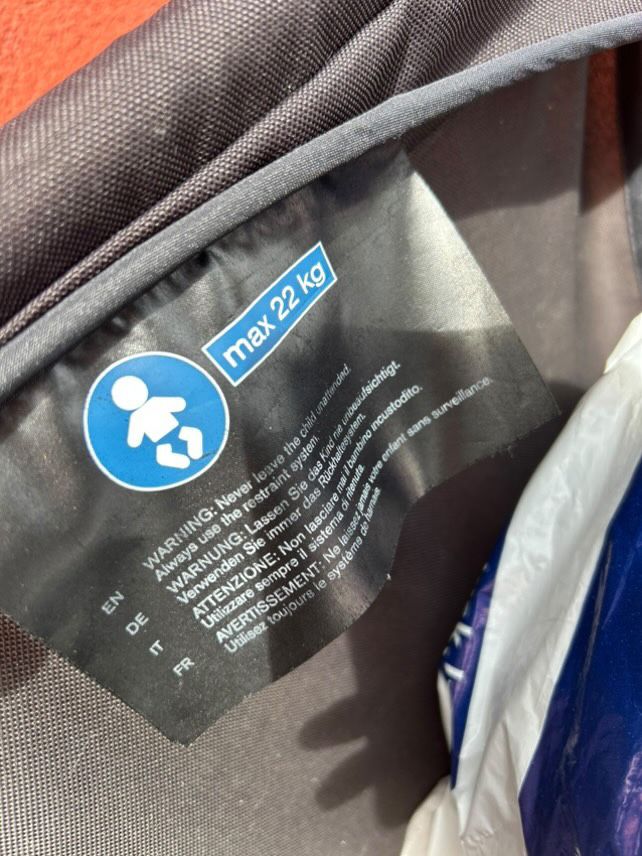 max 22 kg
EN WARNING: Never leave the child unattended.
Always use the restraint system.
DE WARNUNG: Lassen Sie das Kind nie unbeaufsichtigt.
Verwenden Sie immer das Rückhaltesystem.
IT ATTENZIONE: Non lasciare mai il bambino incustodito.
Utilizzare sempre il sistema di ritenuta.
FR AVERTISSEMENT: Ne laissez jamais votre enfant sans surveillance.
Utilisez toujours le système de harnais.